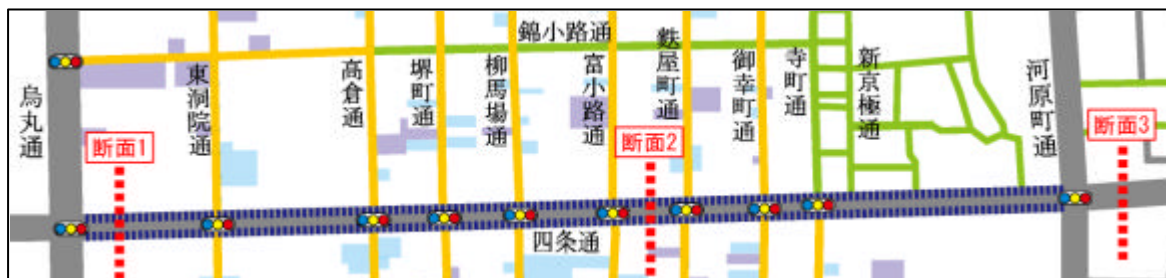 錦小路通
烏丸通
断面1
東洞院通
高倉通
堺町通
柳馬場通
富小路通
断面2
麩屋町通
御幸町通
寺町通
新京極通
河原町通
断面3
四条通